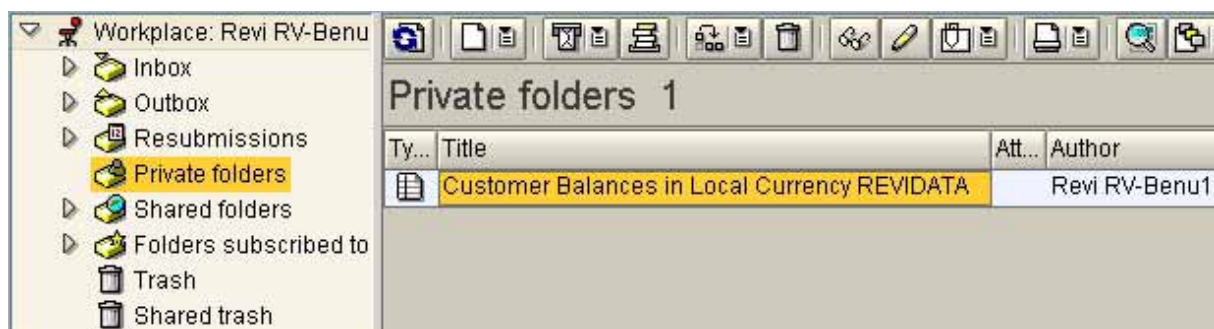 Workplace: Revi RV-Benu
Inbox
Outbox
Resubmissions
Private folders
Shared folders
Folders subscribed to
Trash
Shared trash
Private folders 1
Ty... Title Att... Author
Customer Balances in Local Currency REVIDATA Revi RV-Benu1